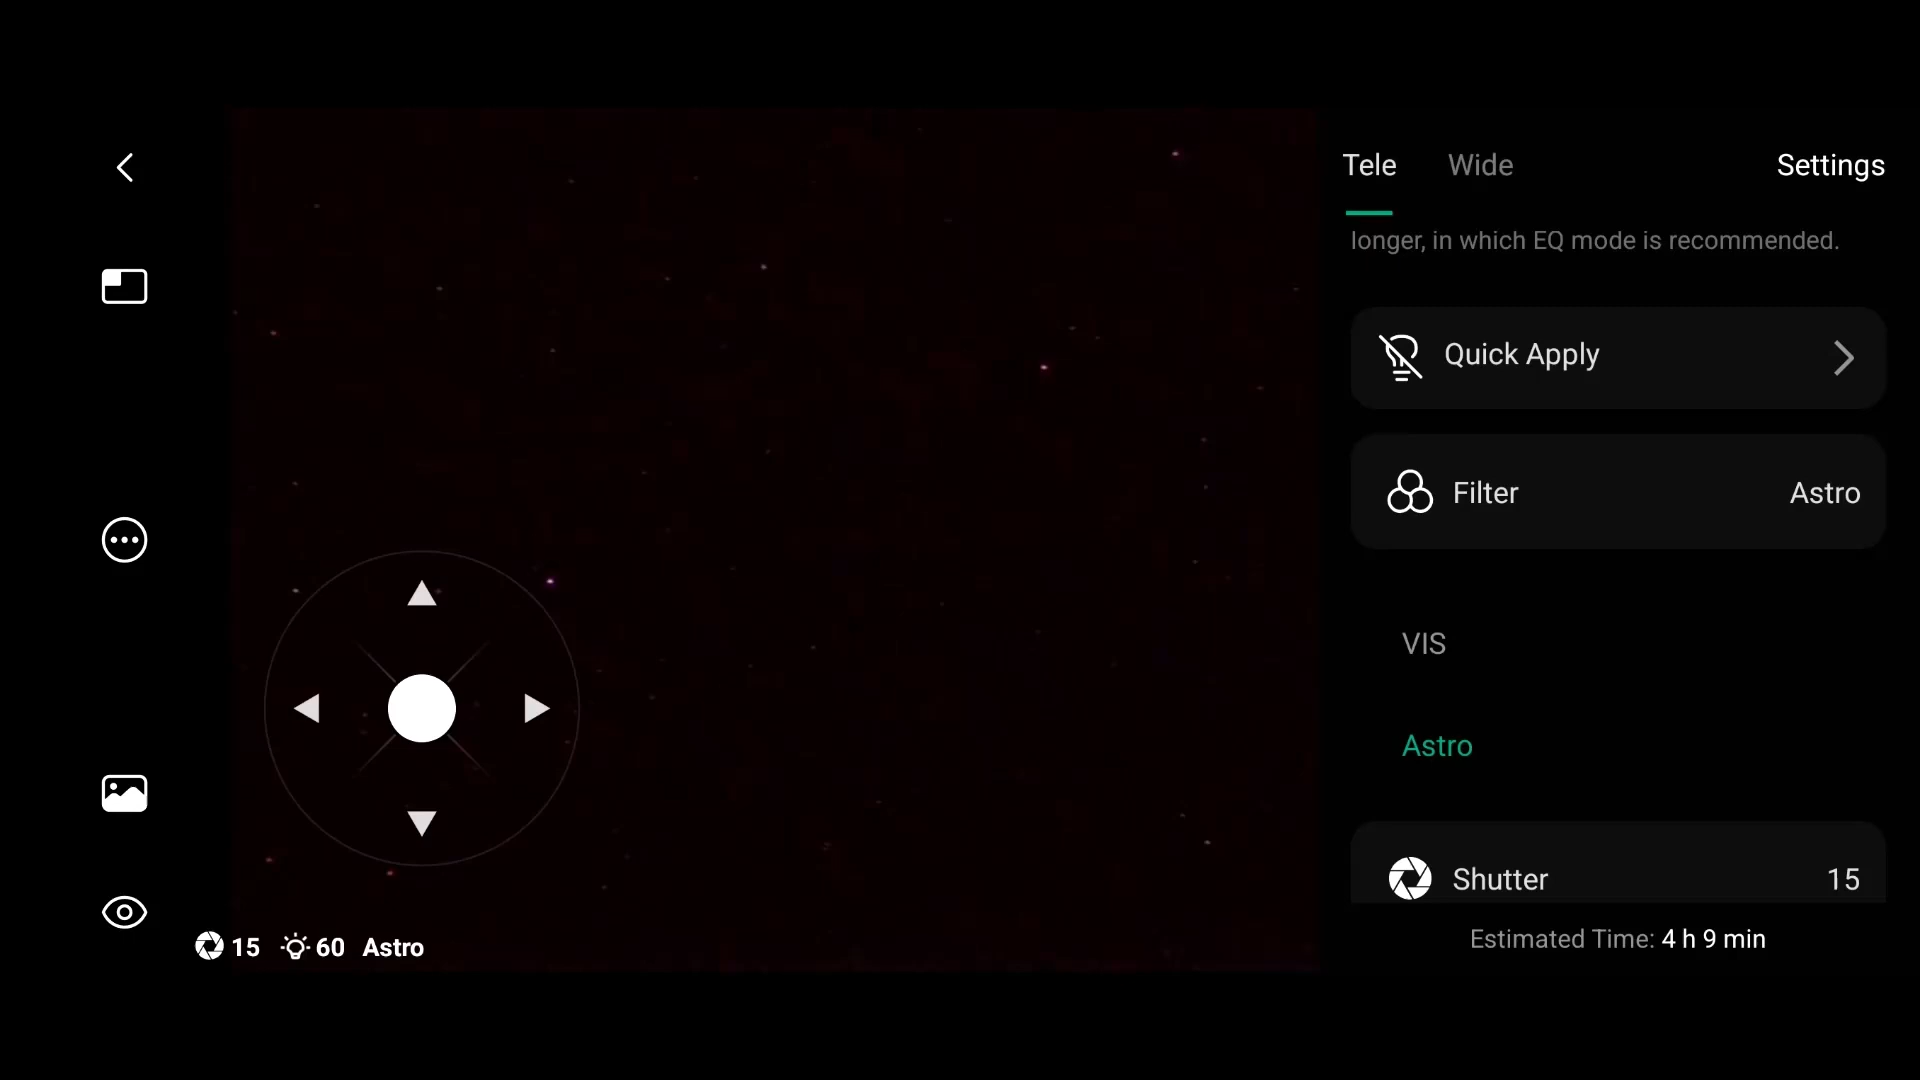 Tele Wide Settings
longer, in which EQ mode is recommended.
Quick Apply
Filter Astro
VIS
Astro
Shutter 15
Estimated Time: 4 h 9 min
15 60 Astro